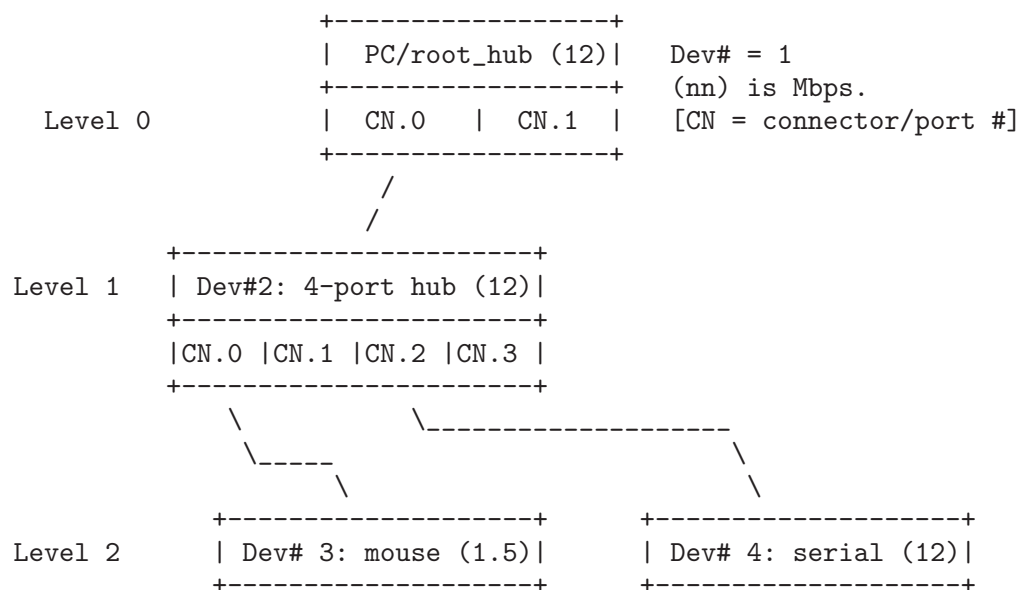 PC/root_hub (12)| Dev# = 1
(nn) is Mbps.
Level 0 | CN.0 | CN.1 | [CN = connector/port #]
Level 1 | Dev#2: 4-port hub (12)|
|CN.0 |CN.1 |CN.2 |CN.3 |
Level 2 | Dev# 3: mouse (1.5)| | Dev# 4: serial (12)|